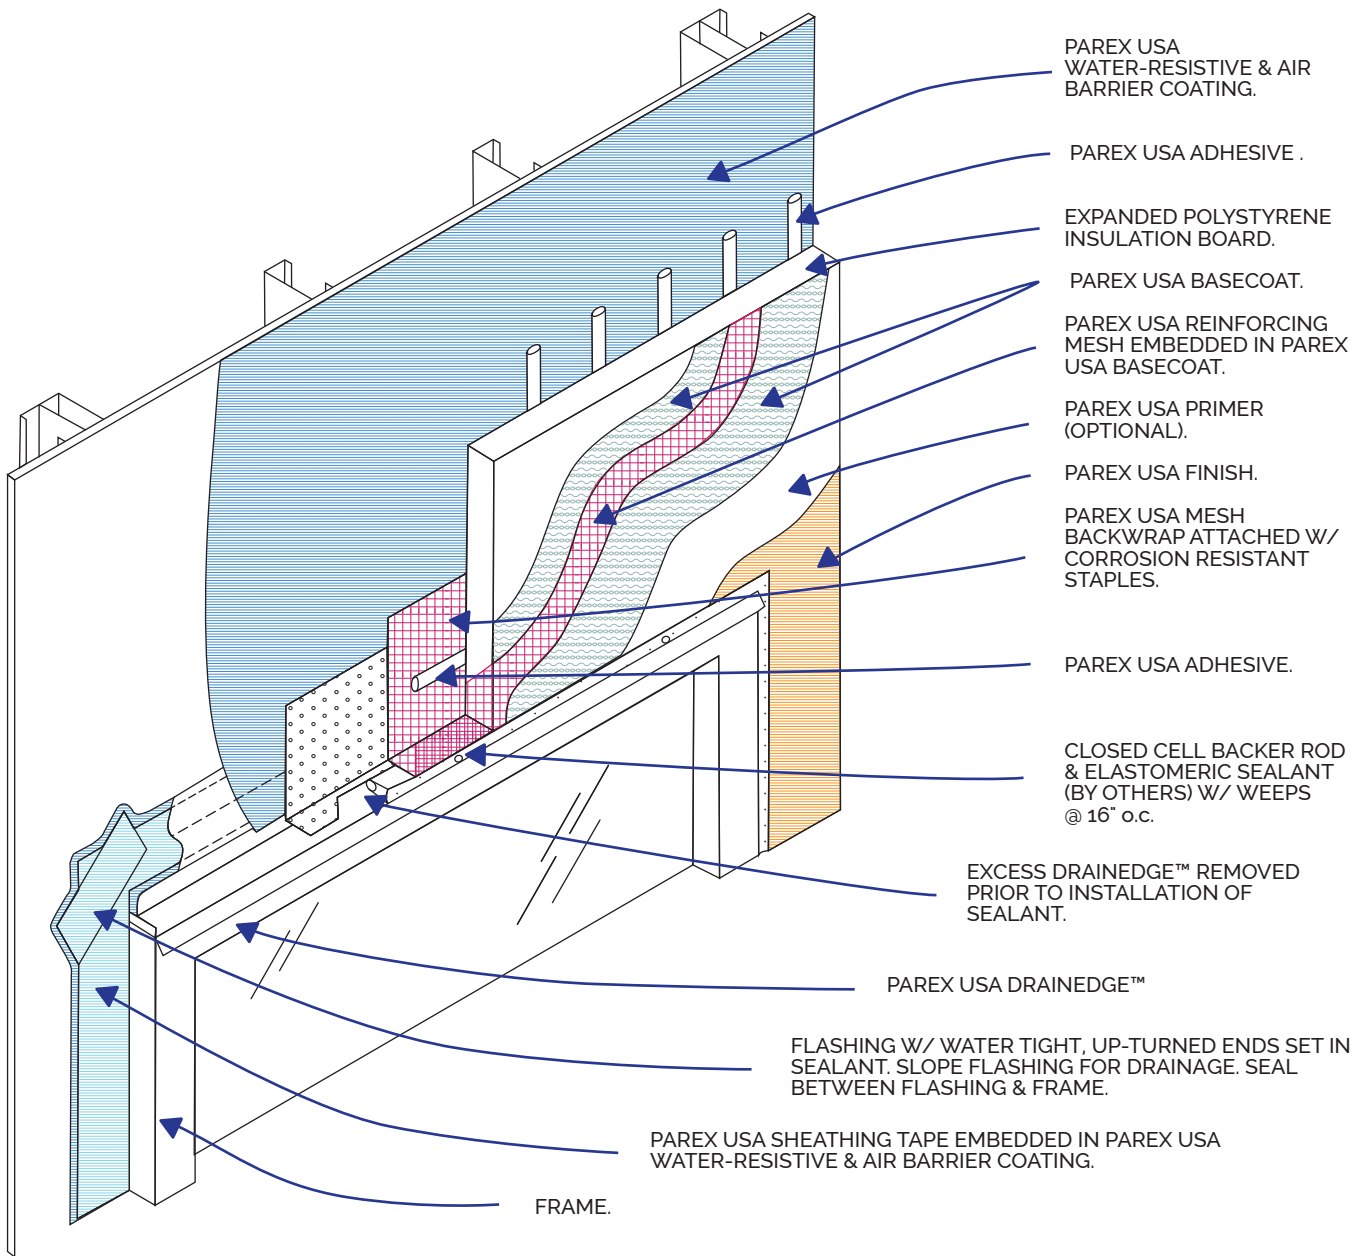 PAREX USA
WATER-RESISTIVE & AIR
BARRIER COATING.
PAREX USA ADHESIVE .
EXPANDED POLYSTYRENE
INSULATION BOARD.
PAREX USA BASECOAT.
PAREX USA REINFORCING
MESH EMBEDDED IN PAREX
USA BASECOAT.
PAREX USA PRIMER
(OPTIONAL).
PAREX USA FINISH.
PAREX USA MESH
BACKWRAP ATTACHED W/
CORROSION RESISTANT
STAPLES.
PAREX USA ADHESIVE.
CLOSED CELL BACKER ROD
& ELASTOMERIC SEALANT
(BY OTHERS) W/ WEEPS
@ 16" o.c.
EXCESS DRAINEDGE™ REMOVED
PRIOR TO INSTALLATION OF
SEALANT.
PAREX USA DRAINEDGE™
FLASHING W/ WATER TIGHT, UP-TURNED ENDS SET IN
SEALANT. SLOPE FLASHING FOR DRAINAGE. SEAL
BETWEEN FLASHING & FRAME.
PAREX USA SHEATHING TAPE EMBEDDED IN PAREX USA
WATER-RESISTIVE & AIR BARRIER COATING.
FRAME.